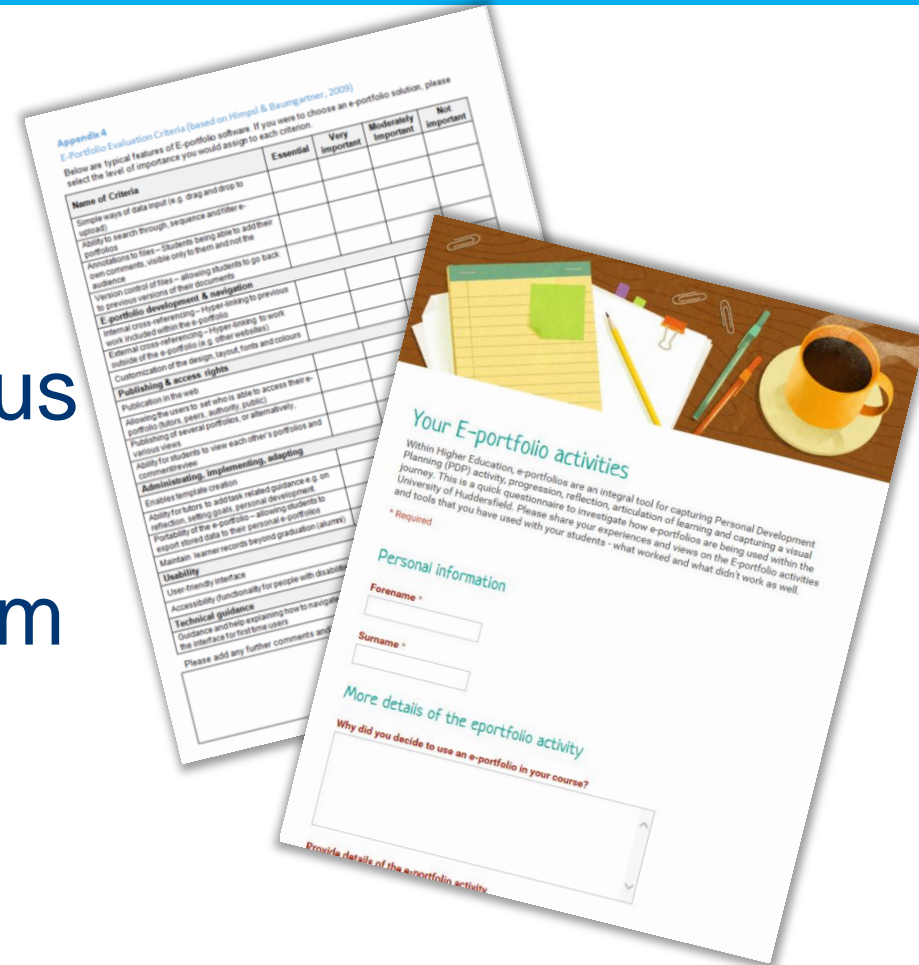 us
m
Appendix 4
E-Portfolio Evaluation Criteria (based on Himpsl & Baumgartner, 2009)
Below are typical features of E-portfolio software. If you were to choose an e-portfolio solution, please
select the level of importance you would assign to each criterion.
Name of Criteria Essential Very important Moderately Important Not important
Simple ways of data input (e.g. drag and drop to
upload)
Ability to search through, sequence and filter e-
portfolios
Annotations to files – Students being able to add their
own comments, visible only to them and not the
audience
Version control of files – allowing students to go back
to previous versions of their documents
E-portfolio development & navigation
Internal cross-referencing – Hyper-linking to previous
work included within the e-portfolio
External cross-referencing – Hyper-linking to work
outside of the e-portfolio (e.g. other websites)
Customization of the design, layout, fonts and colours
Publishing & access rights
Publication in the web
Allowing the users to set who is able to access their e-
portfolio (tutors, peers, authority, public)
Publishing of several portfolios, or alternatively,
various views
Ability for students to view each other's portfolios and
comment/review
Administrating, implementing, adapting
Enables template creation
Ability for tutors to add task related guidance e.g. on
reflection, setting goals, personal development
Portability of the e-portfolio – allowing students to
export stored data to their personal e-portfolios
Maintain learner records beyond graduation (alumni)
Usability
User-friendly interface
Accessibility (functionality for people with disabilit
Technical guidance
Guidance and help explaining how to navigate
the interface for first time users
Please add any further comments and
Your E-portfolio activities
Within Higher Education, e-portfolios are an integral tool for capturing Personal Development
Planning (PDP) activity, progression, reflection, articulation of learning and capturing a visual
journey. This is a quick questionnaire to investigate how e-portfolios are being used within the
University of Huddersfield. Please share your experiences and views on the E-portfolio activities
and tools that you have used with your students - what worked and what didn't work as well.
* Required
Personal information
Forename *
Surname *
More details of the eportfolio activity
Why did you decide to use an e-portfolio in your course?
Provide details of the e-portfolio activity